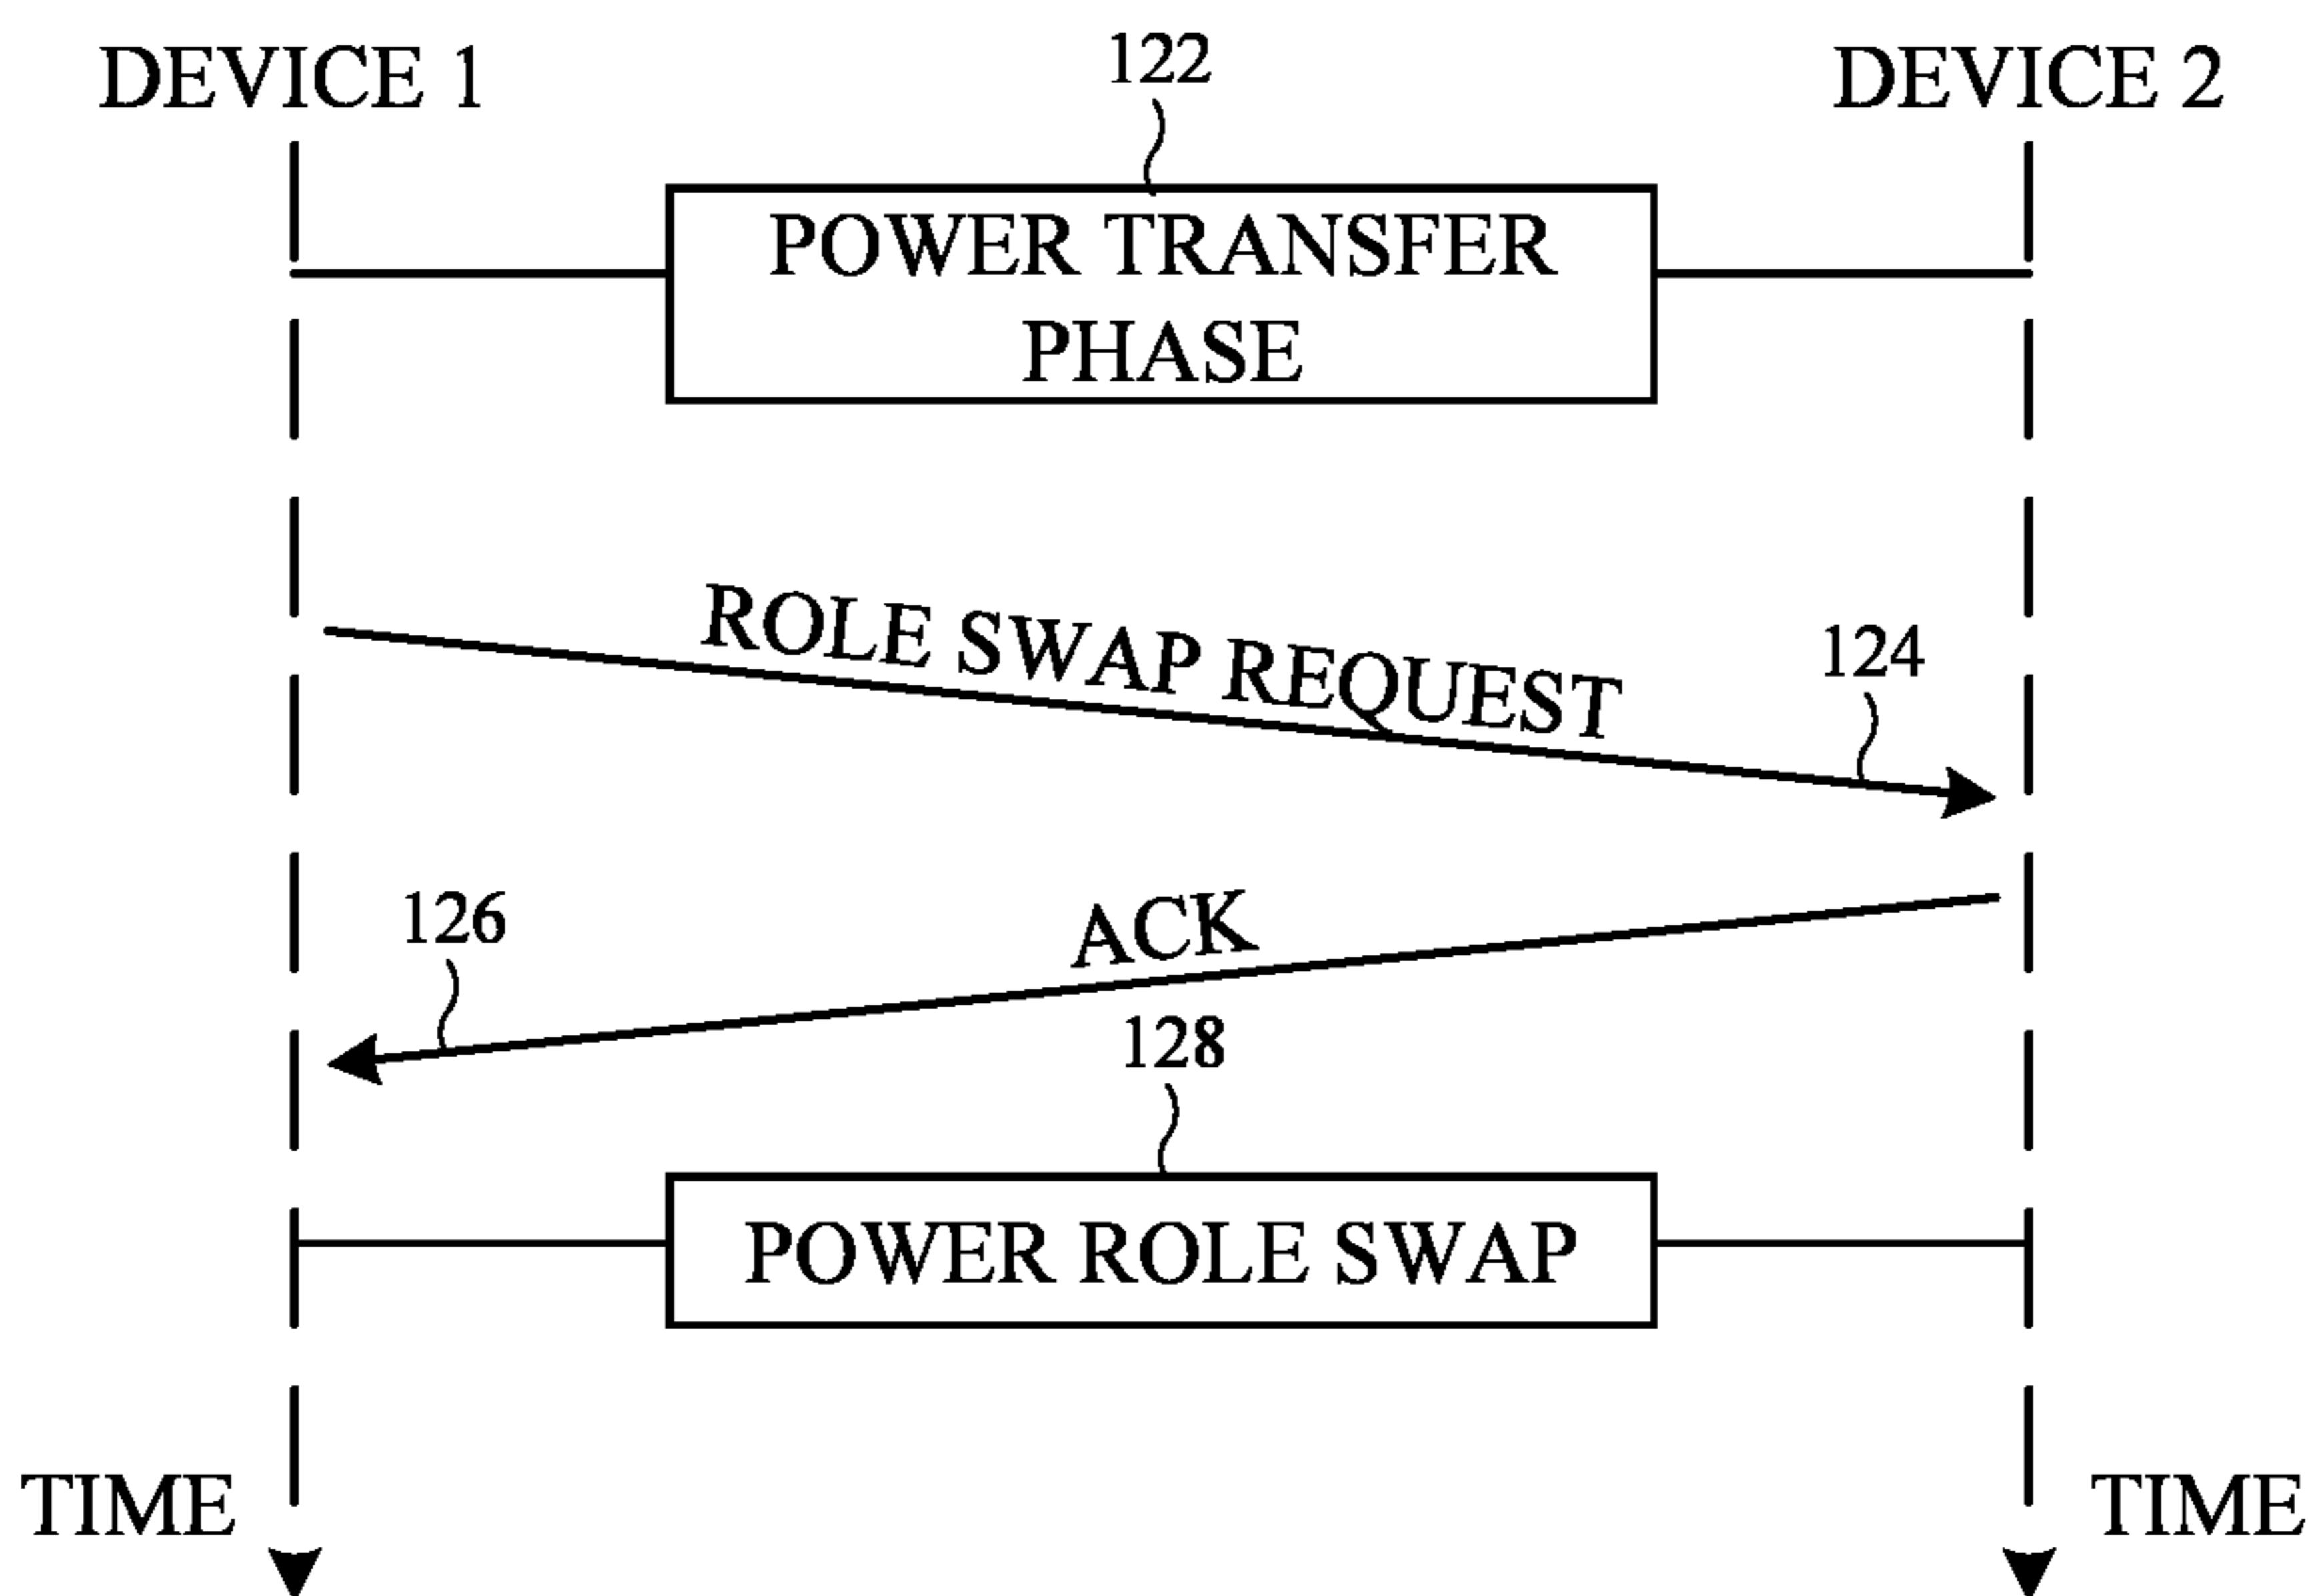 DEVICE 1
122
DEVICE 2
POWER TRANSFER
PHASE
ROLE SWAP REQUEST
124
126
ACK
128
POWER ROLE SWAP
TIME
TIME